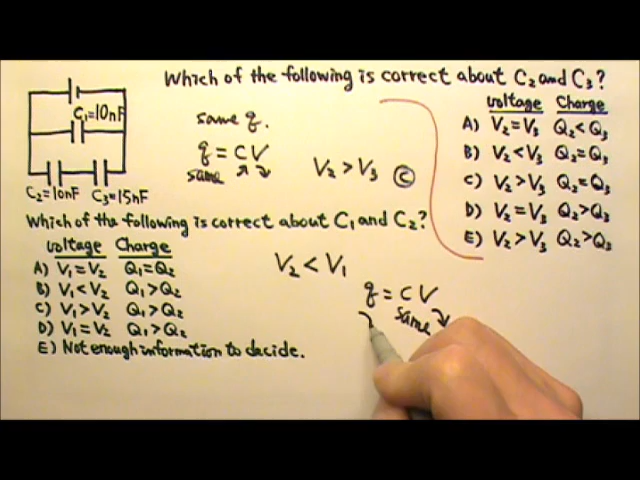 Which of the following is correct about C₂ and C₃?
C₁=10nF
C₂=10nF C₃=15nF
same q.
q = CV
same
V₂ > V₃ C
Voltage Charge
A) V₂ = V₃ Q₂ < Q₃
B) V₂ < V₃ Q₂ = Q₃
C) V₂ > V₃ Q₂ = Q₃
D) V₂ = V₃ Q₂ > Q₃
E) V₂ > V₃ Q₂ > Q₃
Which of the following is correct about C₁ and C₂?
Voltage Charge
A) V₁ = V₂ Q₁ = Q₂
B) V₁ < V₂ Q₁ > Q₂
C) V₁ > V₂ Q₁ > Q₂
D) V₁ = V₂ Q₁ > Q₂
E) Not enough information to decide.
V₂ < V₁
q = CV
same